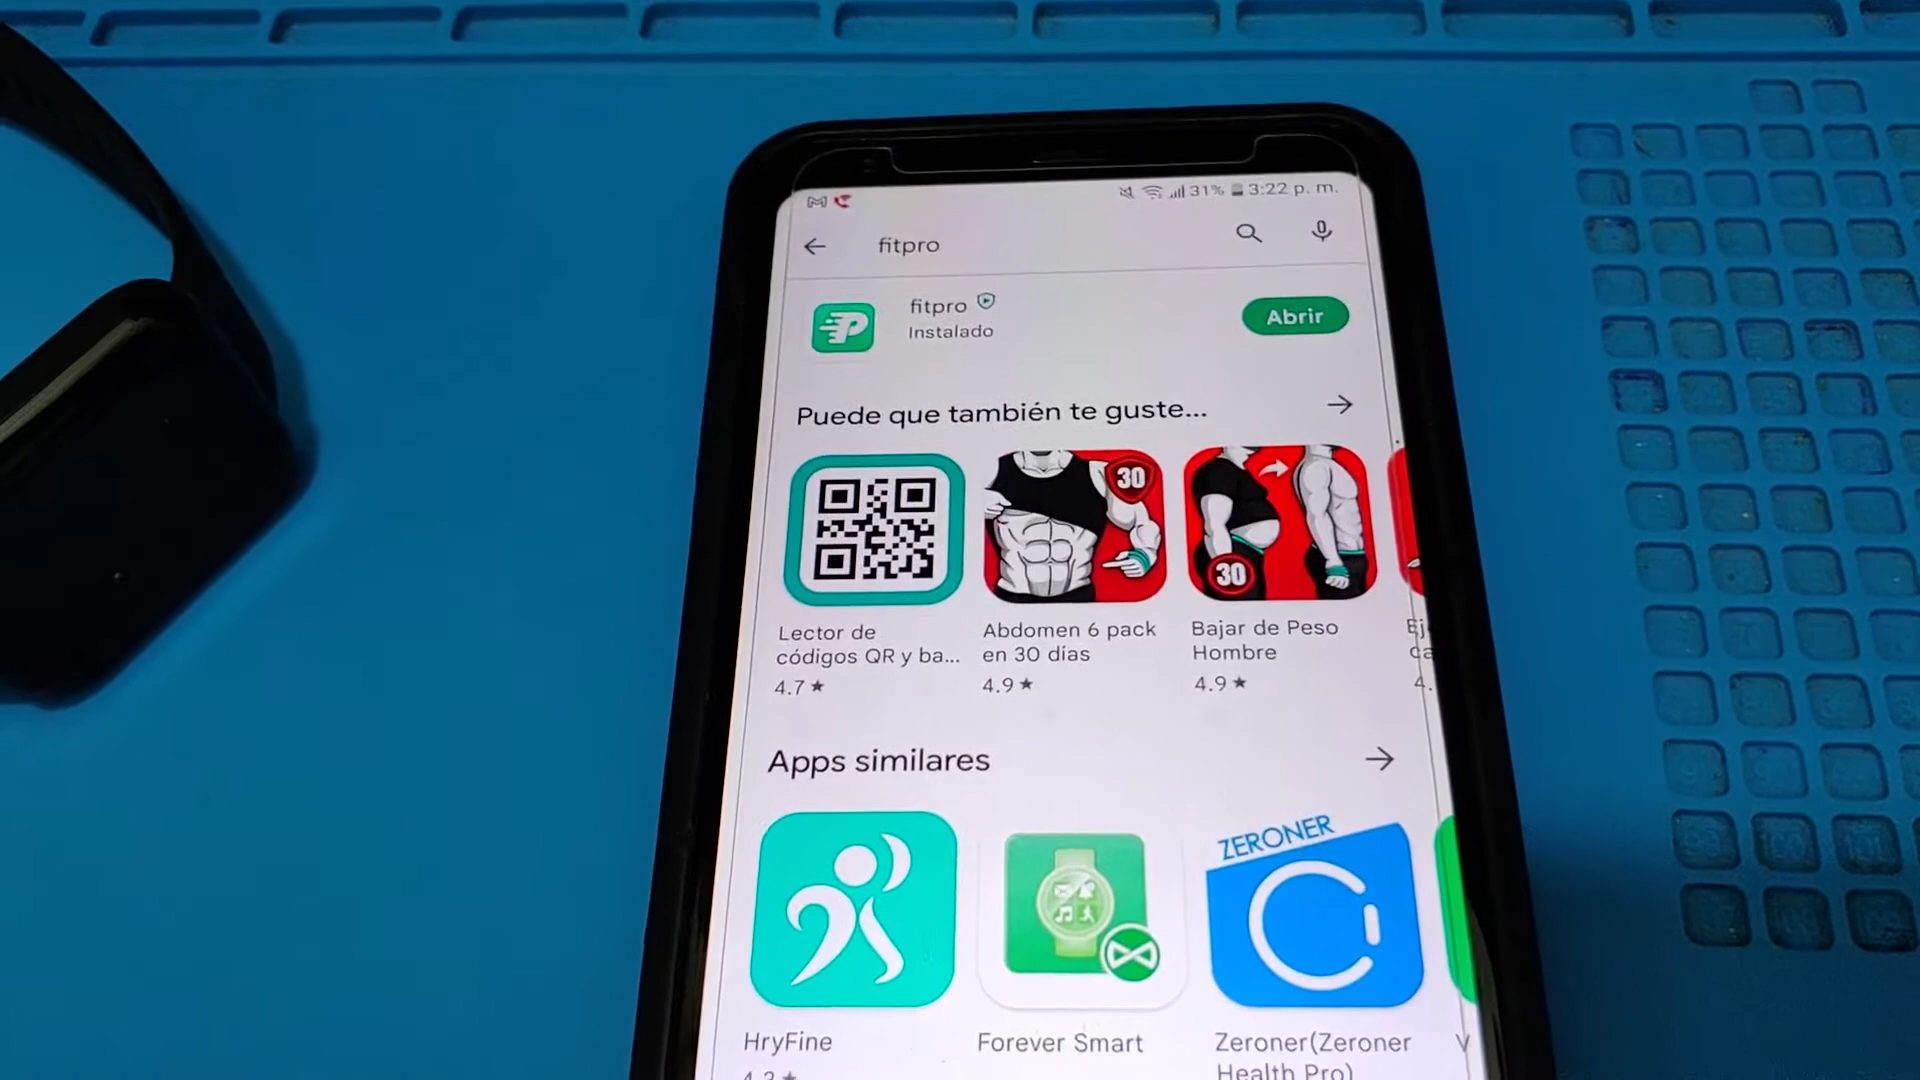 31% 3:22 p. m.
fitpro
fitpro
Instalado
Abrir
Puede que también te guste...
30
30
Lector de
códigos QR y ba...
4.7 ★
Abdomen 6 pack
en 30 días
4.9 ★
Bajar de Peso
Hombre
4.9 ★
Apps similares
ZERONER
HryFine
Forever Smart
Zeroner(Zeroner
Health Pro)